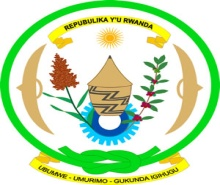 REPUBULIKA Y'U RWANDA
UBUMWE - UMURIMO - GUKUNDA IGIHUGU